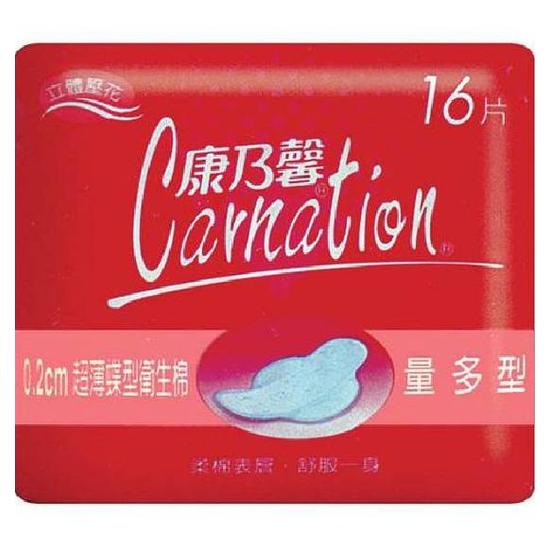 立體壓花
16片
康乃馨®
Carnation®
0.2cm 超薄蝶型衛生棉
量多型
柔棉表層·舒服一身